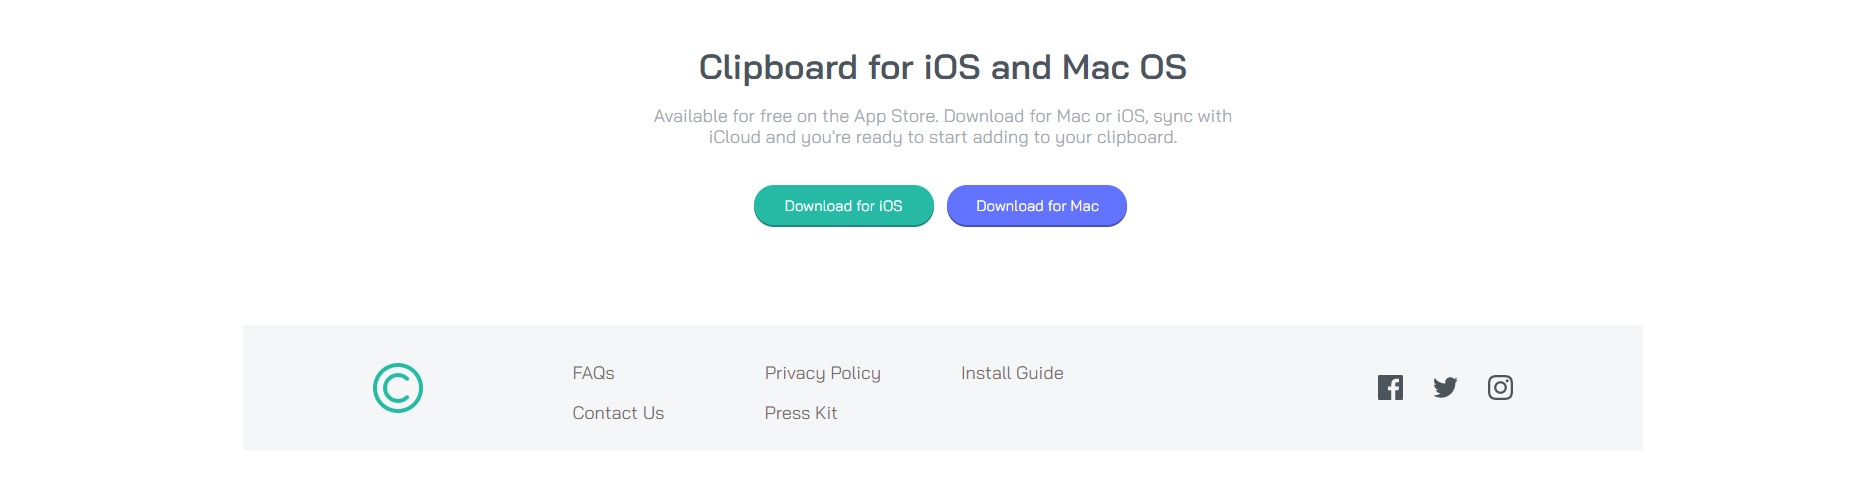 Clipboard for iOS and Mac OS
Available for free on the App Store. Download for Mac or iOS, sync with
iCloud and you're ready to start adding to your clipboard.
Download for iOS
Download for Mac
FAQs
Privacy Policy
Install Guide
Contact Us
Press Kit